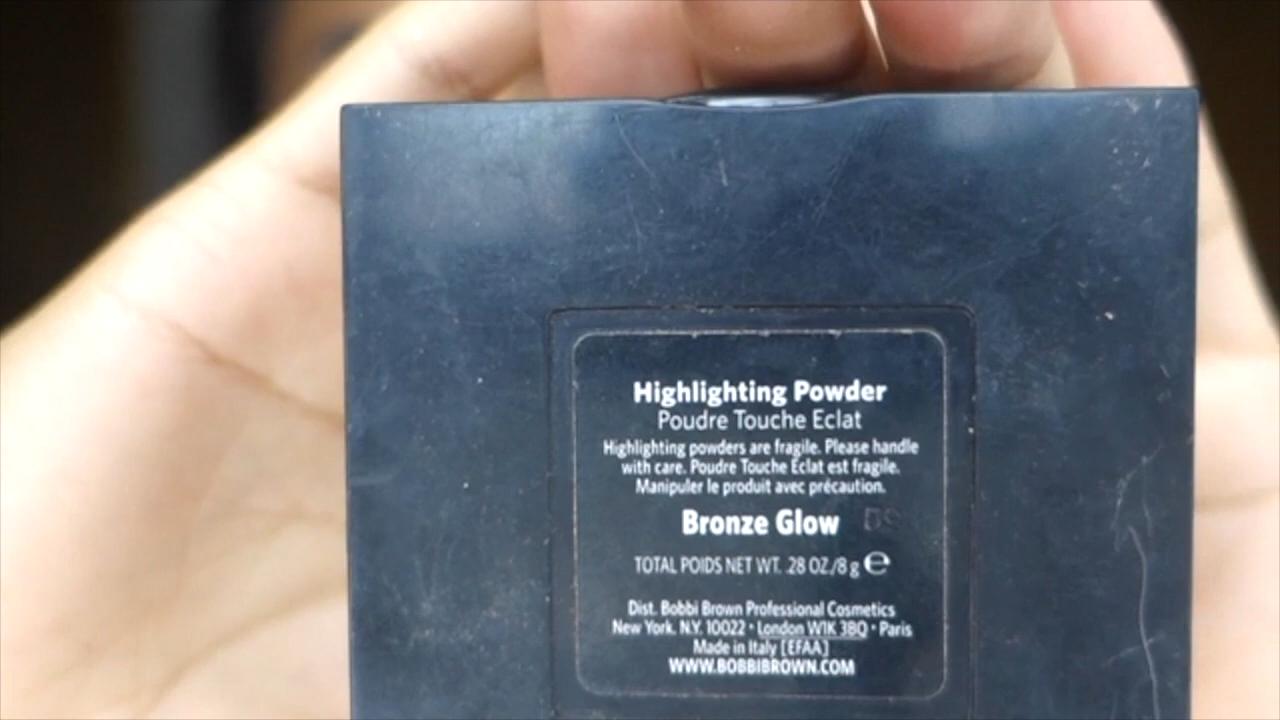 Highlighting Powder
Poudre Touche Eclat
Highlighting powders are fragile. Please handle
with care. Poudre Touche Eclat est fragile.
Manipuler le produit avec précaution.
Bronze Glow
TOTAL POIDS NET WT. .28 OZ./8 g e
Dist. Bobbi Brown Professional Cosmetics
New York. N.Y. 10022 • London W1K 3BQ • Paris
Made in Italy [EFAA]
WWW.BOBBIBROWN.COM